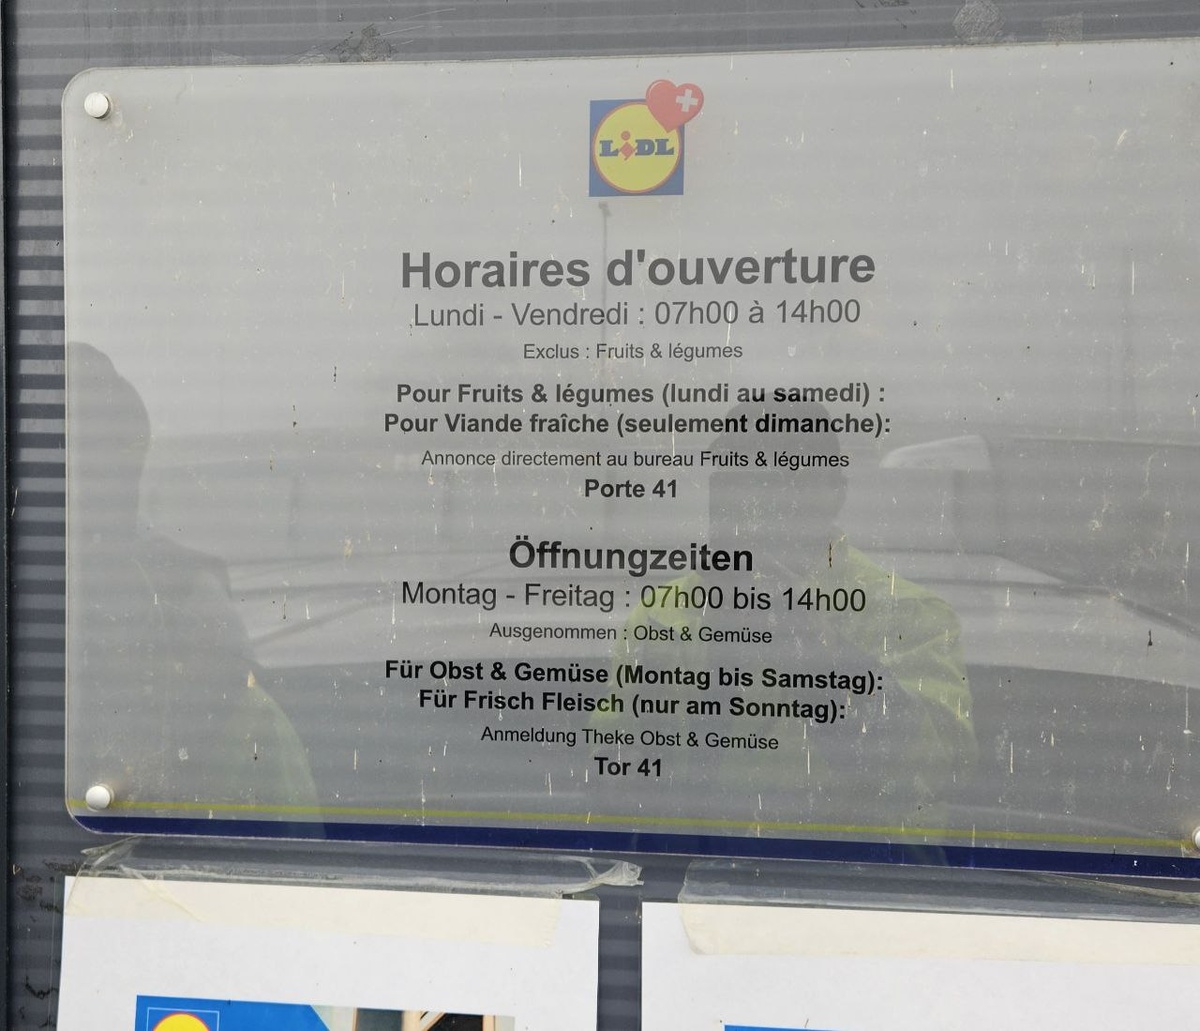 LiDL
Horaires d'ouverture
Lundi - Vendredi : 07h00 à 14h00
Exclus : Fruits & légumes
Pour Fruits & légumes (lundi au samedi) :
Pour Viande fraîche (seulement dimanche):
Annonce directement au bureau Fruits & légumes
Porte 41
Öffnungzeiten
Montag - Freitag : 07h00 bis 14h00
Ausgenommen : Obst & Gemüse
Für Obst & Gemüse (Montag bis Samstag):
Für Frisch Fleisch (nur am Sonntag):
Anmeldung Theke Obst & Gemüse
Tor 41